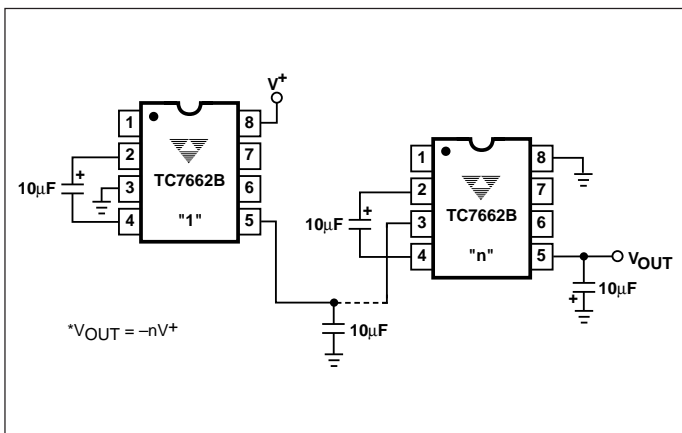 V+
1
2
3
4
8
7
6
5
TC7662B
"1"
+
10µF
1
2
3
4
8
7
6
5
TC7662B
"n"
+
10µF
VOUT
10µF
+
10µF
*VOUT = –nV+